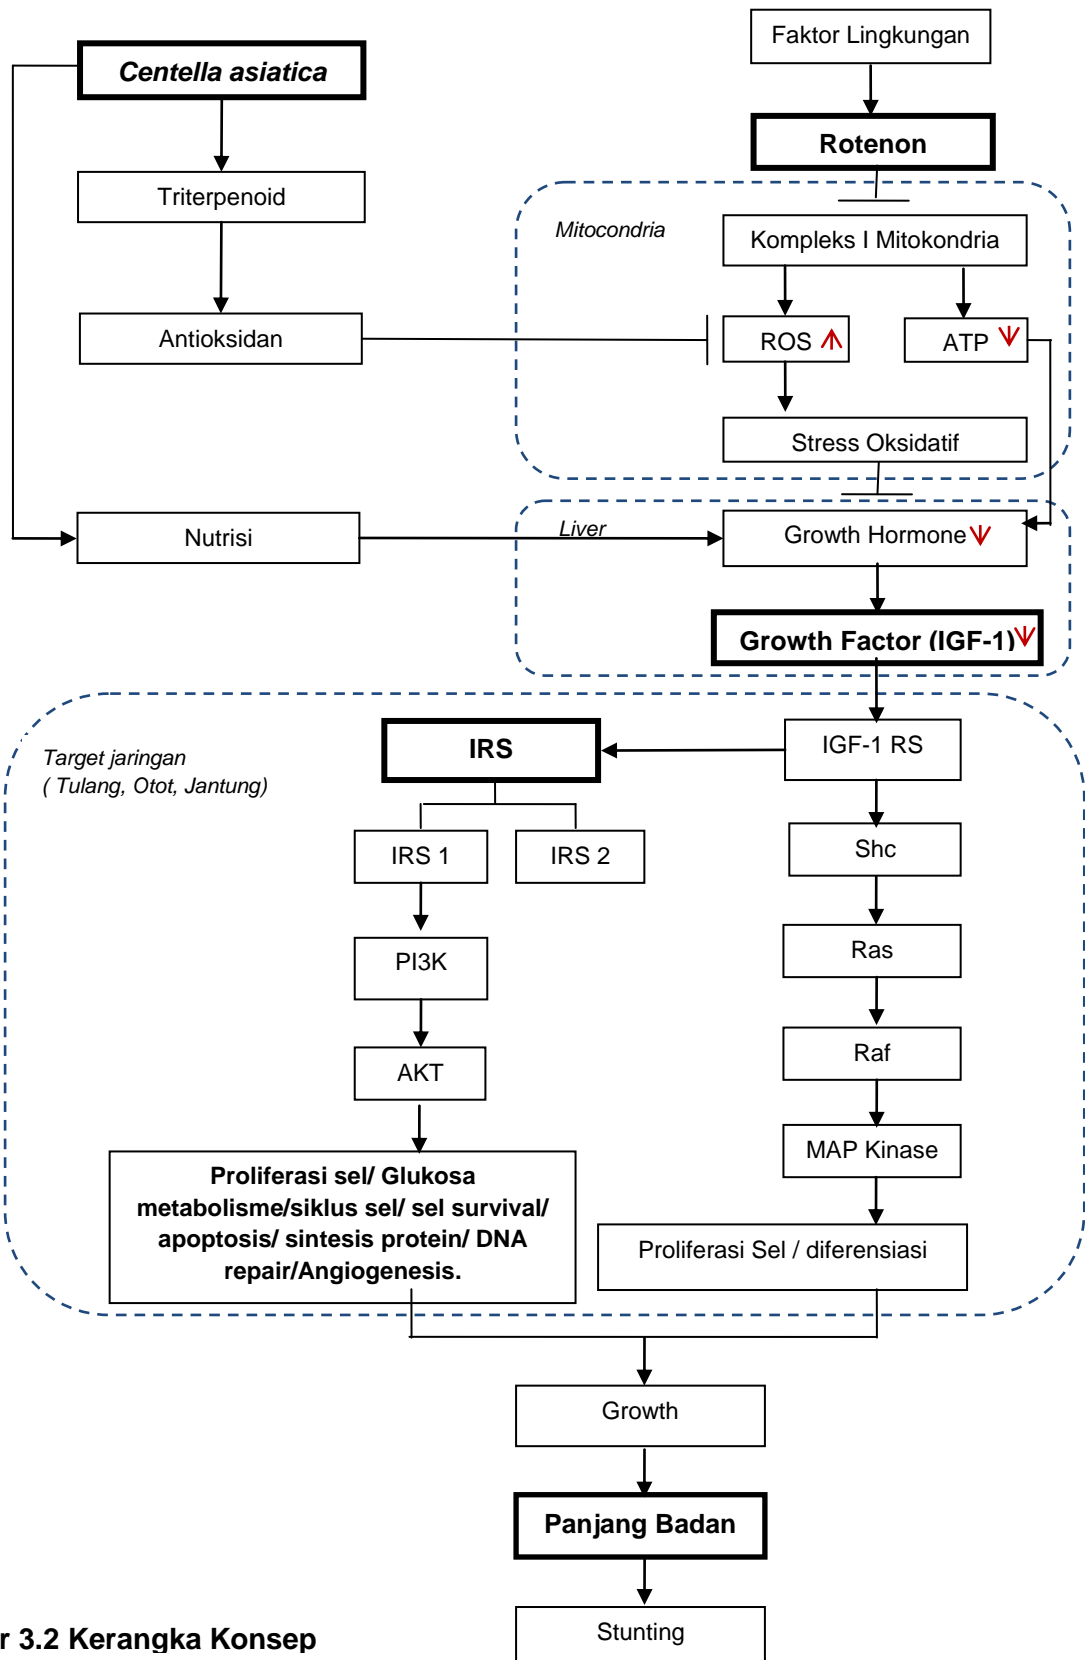 Faktor Lingkungan
Centella asiatica
Rotenon
Triterpenoid
Mitocondria
Kompleks I Mitokondria
Antioksidan
ROS
ATP
Stress Oksidatif
Nutrisi
Liver
Growth Hormone
Growth Factor (IGF-1)
Target jaringan
( Tulang, Otot, Jantung)
IRS
IGF-1 RS
IRS 1
IRS 2
Shc
PI3K
Ras
AKT
Raf
MAP Kinase
Proliferasi sel/ Glukosa
metabolisme/siklus sel/ sel survival/
apoptosis/ sintesis protein/ DNA
repair/Angiogenesis.
Proliferasi Sel / diferensiasi
Growth
Panjang Badan
Stunting
r 3.2 Kerangka Konsep